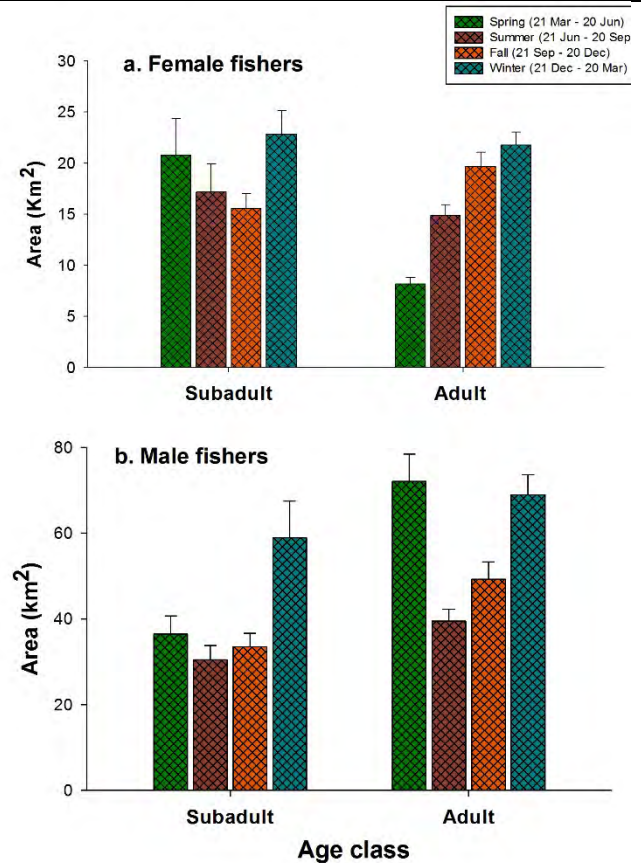 Spring (21 Mar - 20 Jun)
Summer (21 Jun - 20 Sep
Fall (21 Sep - 20 Dec)
Winter (21 Dec - 20 Mar)
a. Female fishers
30
25
20
15
10
5
0
Area (Km2)
Subadult Adult
b. Male fishers
80
60
40
20
0
Area (km2)
Subadult Adult
Age class